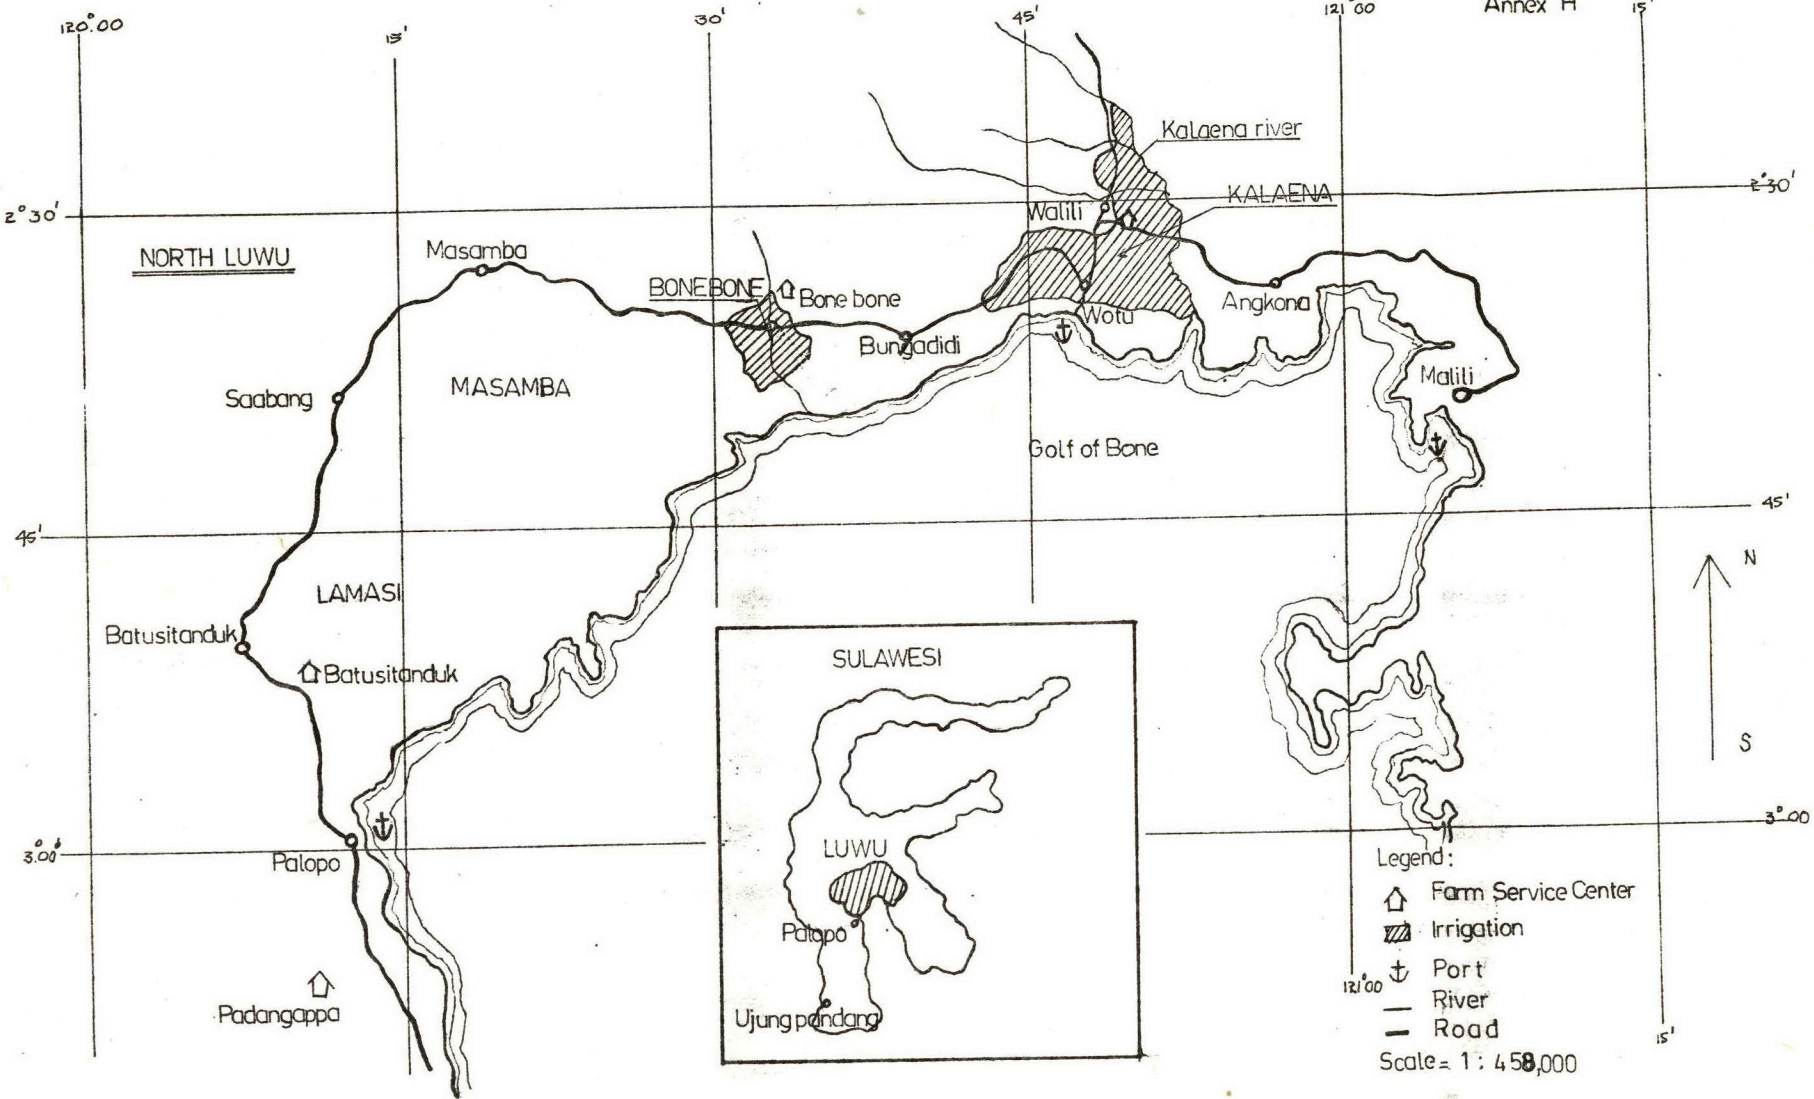 120°00
15'
30'
45'
121°00
Annex H
15'
Kalaena river
2°30'
2°30'
KALAENA
Walili
NORTH LUWU
Masamba
BONEBONE
Bone bone
Angkona
Wotu
Bungadidi
MASAMBA
Malili
Saabang
Golf of Bone
45'
45'
N
LAMASI
Batusitanduk
SULAWESI
Batusitanduk
S
3°00
3°00'
LUWU
Palopo
Legend:
Farm Service Center
Irrigation
Palopo
Port
121°00
River
Padangappa
Ujung pandang
Road
15'
Scale = 1 : 458,000